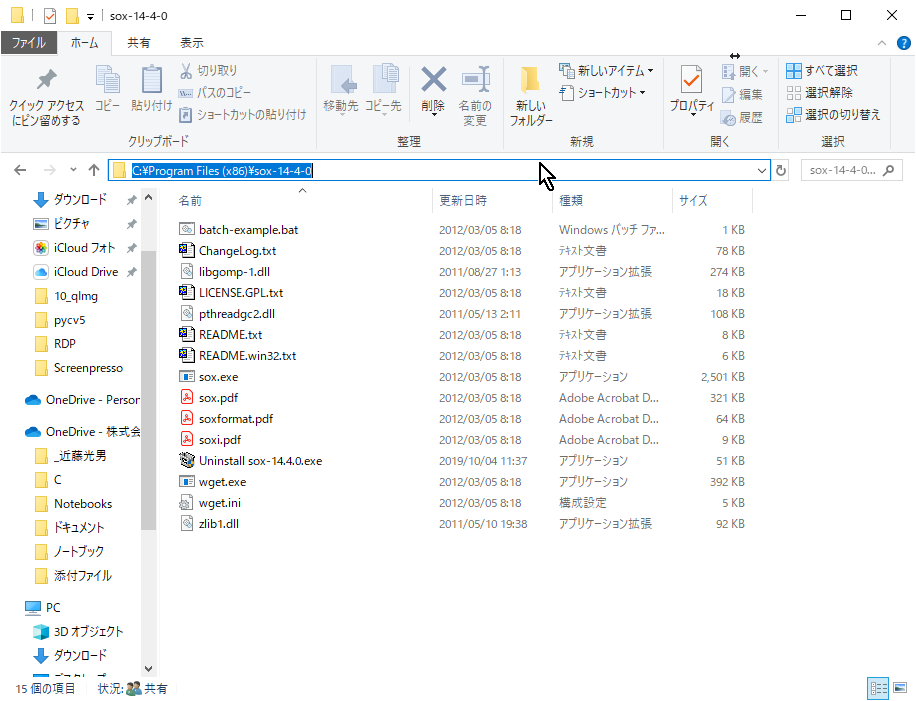 sox-14-4-0
ファイル ホーム 共有 表示
クイック アクセスにピン留めする
コピー
貼り付け
切り取り
パスのコピー
ショートカットの貼り付け
クリップボード
移動先
コピー先
削除
名前の変更
整理
新しいフォルダー
新しいアイテム
ショートカット
新規
プロパティ
開く
編集
履歴
開く
すべて選択
選択解除
選択の切り替え
選択
C:¥Program Files (x86)¥sox-14-4-0
sox-14-4-0...
ダウンロード
ピクチャ
iCloud フォト
iCloud Drive
10_qlmg
pycv5
RDP
Screenpresso
OneDrive - Person
OneDrive - 株式会
_近藤光男
C
Notebooks
ドキュメント
ノートブック
添付ファイル
PC
3D オブジェクト
ダウンロード
名前 更新日時 種類 サイズ
batch-example.bat 2012/03/05 8:18 Windows バッチ ファ... 1 KB
ChangeLog.txt 2012/03/05 8:18 テキスト文書 78 KB
libgomp-1.dll 2011/08/27 1:13 アプリケーション拡張 274 KB
LICENSE.GPL.txt 2012/03/05 8:18 テキスト文書 18 KB
pthreadgc2.dll 2011/05/13 2:11 アプリケーション拡張 108 KB
README.txt 2012/03/05 8:18 テキスト文書 8 KB
README.win32.txt 2012/03/05 8:18 テキスト文書 6 KB
sox.exe 2012/03/05 8:18 アプリケーション 2,501 KB
sox.pdf 2012/03/05 8:18 Adobe Acrobat D... 321 KB
soxformat.pdf 2012/03/05 8:18 Adobe Acrobat D... 64 KB
soxi.pdf 2012/03/05 8:18 Adobe Acrobat D... 9 KB
Uninstall sox-14.4.0.exe 2019/10/04 11:37 アプリケーション 51 KB
wget.exe 2012/03/05 8:18 アプリケーション 392 KB
wget.ini 2012/03/05 8:18 構成設定 5 KB
zlib1.dll 2011/05/10 19:38 アプリケーション拡張 92 KB
15 個の項目 状況: 共有